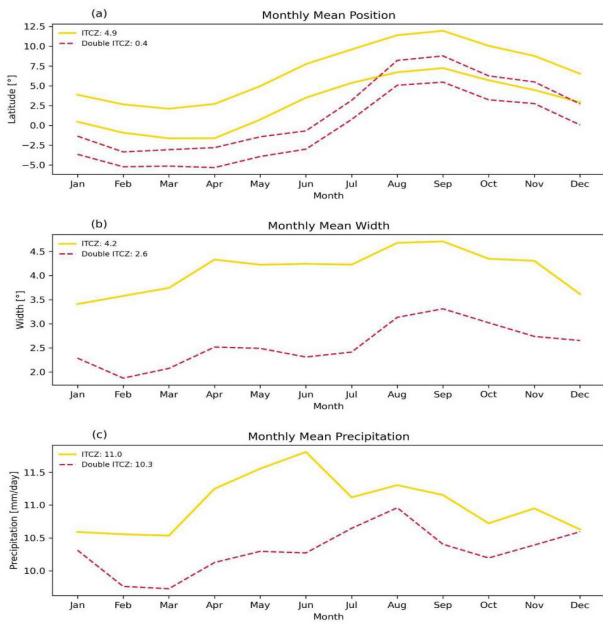 (a)
Monthly Mean Position
ITCZ: 4.9
Double ITCZ: 0.4
Latitude [°]
12.5
10.0
7.5
5.0
2.5
0.0
−2.5
−5.0
Jan Feb Mar Apr May Jun Jul Aug Sep Oct Nov Dec
Month
(b)
Monthly Mean Width
ITCZ: 4.2
Double ITCZ: 2.6
Width [°]
4.5
4.0
3.5
3.0
2.5
2.0
Jan Feb Mar Apr May Jun Jul Aug Sep Oct Nov Dec
Month
(c)
Monthly Mean Precipitation
ITCZ: 11.0
Double ITCZ: 10.3
Precipitation [mm/day]
11.5
11.0
10.5
10.0
Jan Feb Mar Apr May Jun Jul Aug Sep Oct Nov Dec
Month